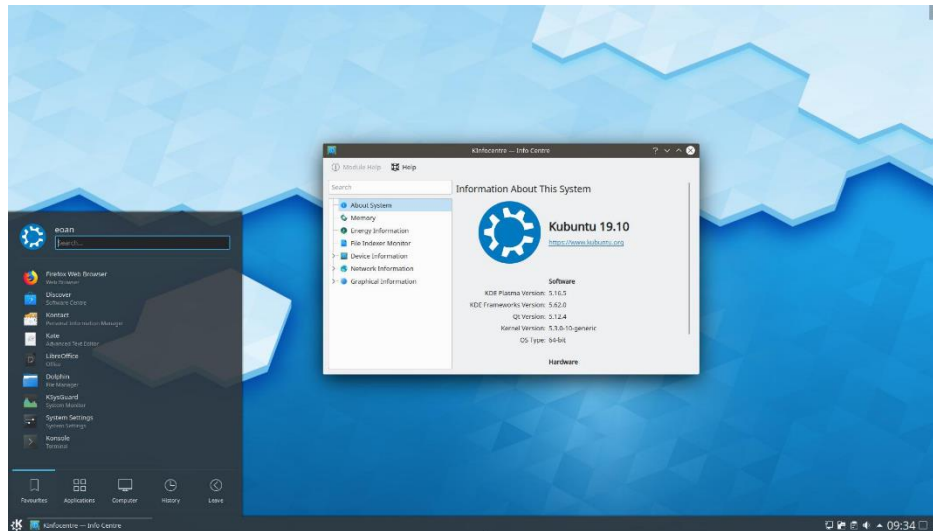 KInfocentre — Info Centre
Module Help
Help
Search
About System
Memory
Energy Information
File Indexer Monitor
Device Information
Network Information
Graphical Information
Information About This System
Kubuntu 19.10
https://www.kubuntu.org
Software
KDE Plasma Version: 5.16.5
KDE Frameworks Version: 5.62.0
Qt Version: 5.12.4
Kernel Version: 5.3.0-10-generic
OS Type: 64-bit
Hardware
eoan
Search...
Firefox Web Browser
Web Browser
Discover
Software Centre
Kontact
Personal Information Manager
Kate
Advanced Text Editor
LibreOffice
Office
Dolphin
File Manager
KSysGuard
System Monitor
System Settings
System Settings
Konsole
Terminal
Favourites
Applications
Computer
History
Leave
KInfocentre — Info Centre
09:34